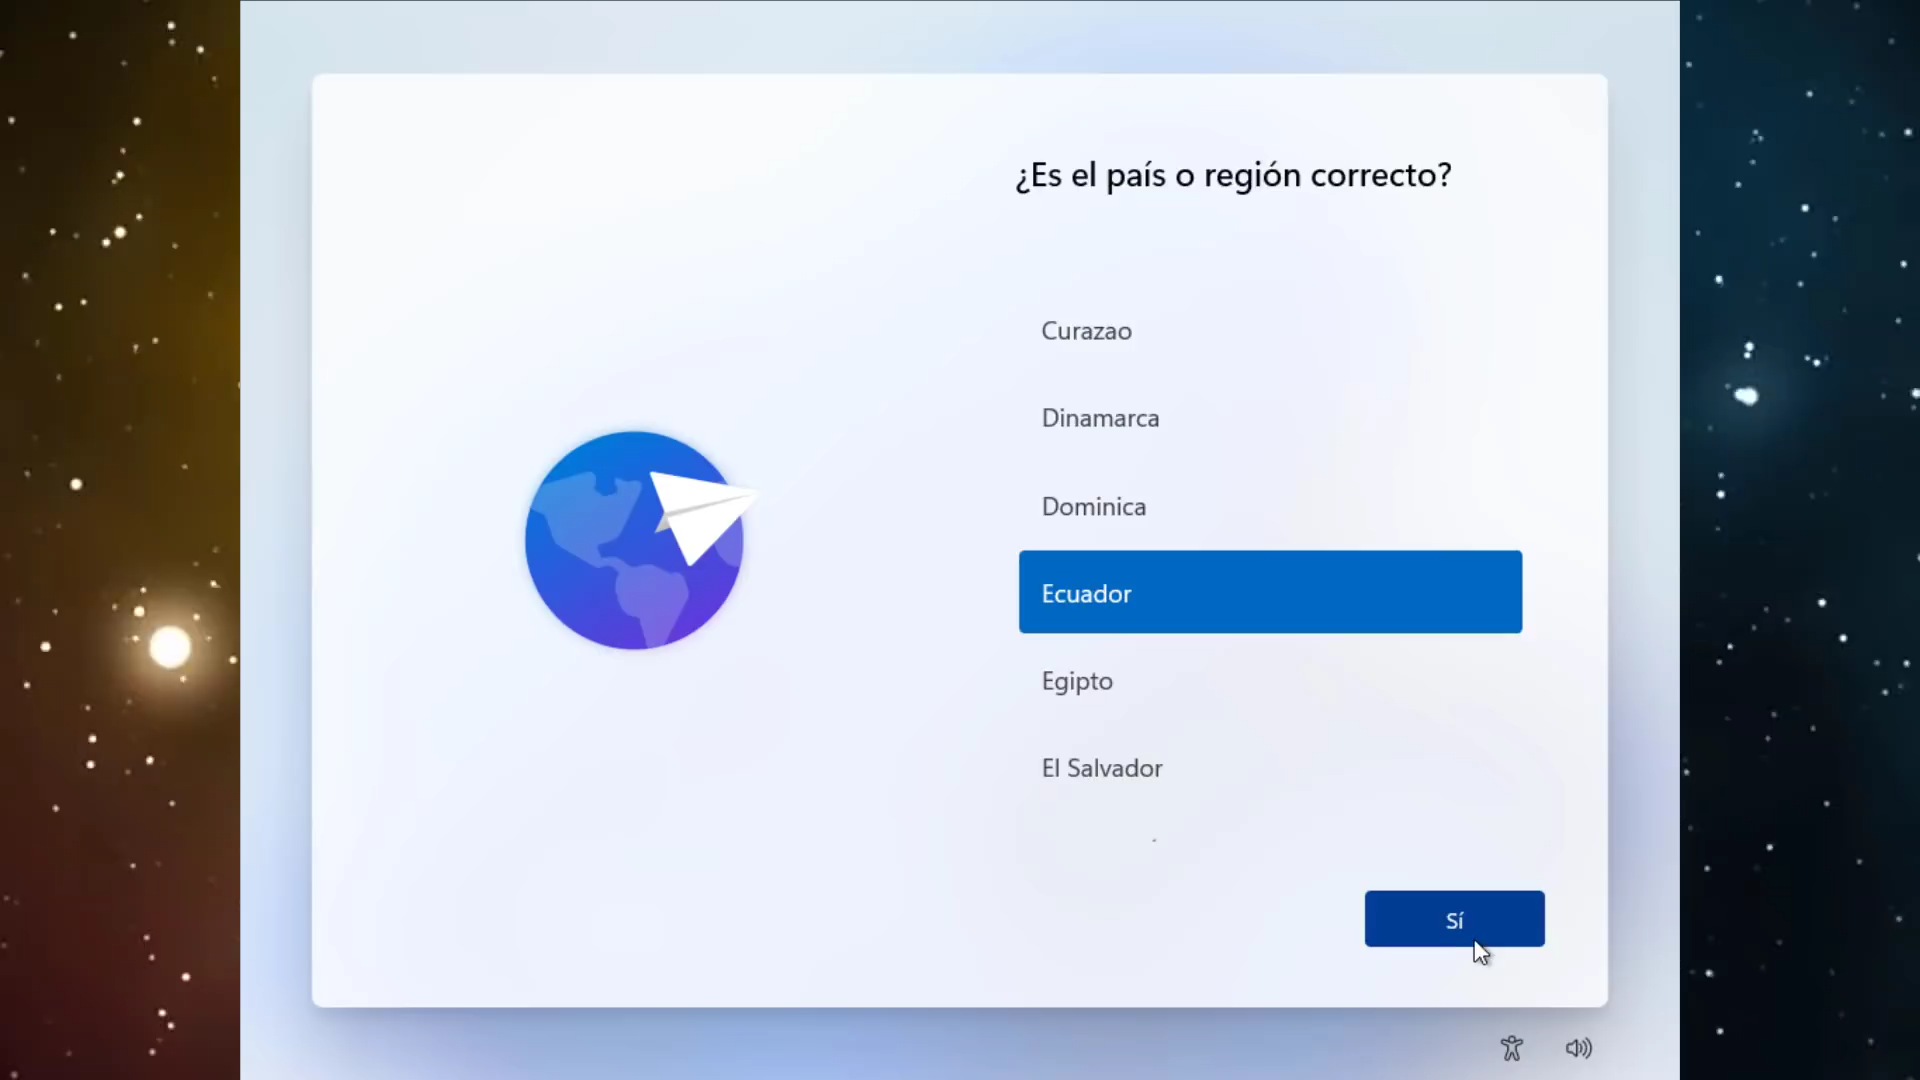 ¿Es el país o región correcto?
Curazao
Dinamarca
Dominica
Ecuador
Egipto
El Salvador
Sí